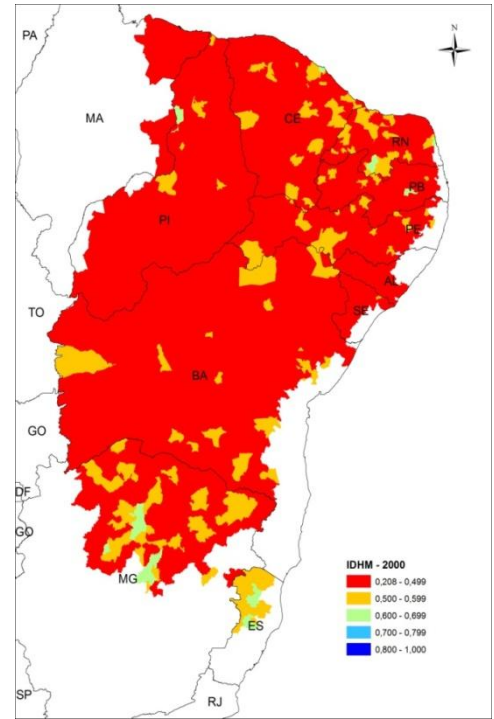 PA
N
MA
CE
RN
PB
PI
PE
AL
TO
SE
BA
GO
DF
GO
IDHM - 2000
0,208 - 0,499
MG
0,500 - 0,599
0,600 - 0,699
ES
0,700 - 0,799
0,800 - 1,000
SP
RJ